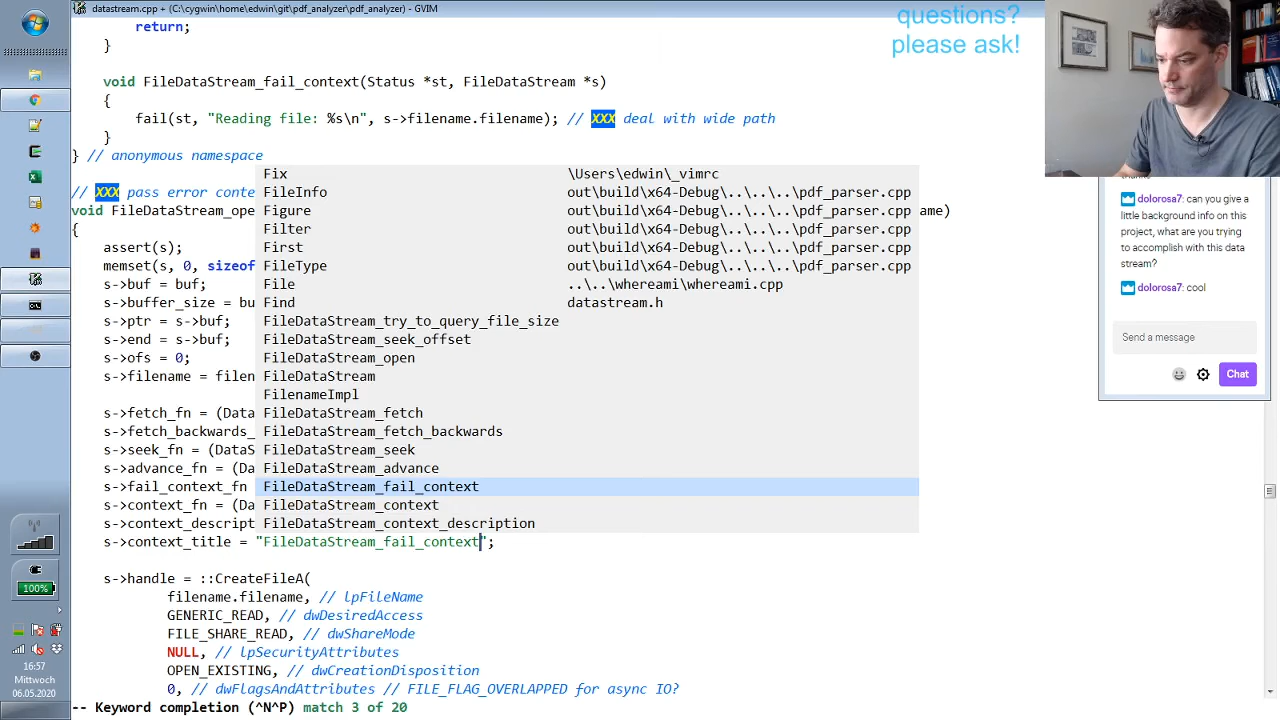 datastream.cpp + (C:\cygwin\home\edwin\git\pdf_analyzer\pdf_analyzer) - GVIM
questions?
please ask!
return;
}
void FileDataStream_fail_context(Status *st, FileDataStream *s)
{
fail(st, "Reading file: %s\n", s->filename.filename); // XXX deal with wide path
}
} // anonymous namespace
// XXX pass error conte
void FileDataStream_ope
ame)
{
assert(s);
memset(s, 0, sizeof
s->buf = buf;
s->buffer_size = bu
s->ptr = s->buf;
s->end = s->buf;
s->ofs = 0;
s->filename = filen
s->fetch_fn = (Data
s->fetch_backwards_
s->seek_fn = (DataS
s->advance_fn = (Da
s->fail_context_fn
s->context_fn = (Da
s->context_descript
s->context_title = "FileDataStream_fail_context";
Fix \Users\edwin\_vimrc
FileInfo out\build\x64-Debug\..\..\..\pdf_parser.cpp
Figure out\build\x64-Debug\..\..\..\pdf_parser.cpp
Filter out\build\x64-Debug\..\..\..\pdf_parser.cpp
First out\build\x64-Debug\..\..\..\pdf_parser.cpp
FileType out\build\x64-Debug\..\..\..\pdf_parser.cpp
File ..\..\whereami\whereami.cpp
Find datastream.h
FileDataStream_try_to_query_file_size
FileDataStream_seek_offset
FileDataStream_open
FileDataStream
FilenameImpl
FileDataStream_fetch
FileDataStream_fetch_backwards
FileDataStream_seek
FileDataStream_advance
FileDataStream_fail_context
FileDataStream_context
FileDataStream_context_description
s->handle = ::CreateFileA(
filename.filename, // lpFileName
GENERIC_READ, // dwDesiredAccess
FILE_SHARE_READ, // dwShareMode
NULL, // lpSecurityAttributes
OPEN_EXISTING, // dwCreationDisposition
0, // dwFlagsAndAttributes // FILE_FLAG_OVERLAPPED for async IO?
-- Keyword completion (^N^P) match 3 of 20
dolorosa7: can you give a
little background info on this
project, what are you trying
to accomplish with this data
stream?
dolorosa7: cool
Send a message
Chat
100%
16:57
Mittwoch
06.05.2020